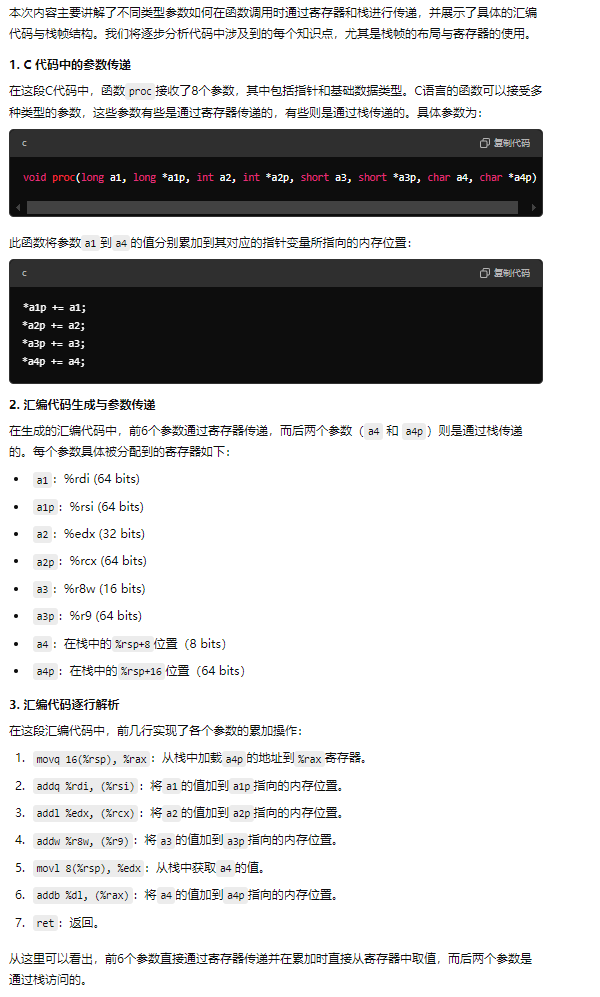 本次内容主要讲解了不同类型参数如何在函数调用时通过寄存器和栈进行传递，并展示了具体的汇编
代码与栈帧结构。我们将逐步分析代码中涉及到的每个知识点，尤其是栈帧的布局与寄存器的使用。
1. C 代码中的参数传递
在这段C代码中，函数 proc 接收了8个参数，其中包括指针和基础数据类型。C语言的函数可以接受多
种类型的参数，这些参数有些是通过寄存器传递的，有些则是通过栈传递的。具体参数为：
c 复制代码
void proc(long a1, long *a1p, int a2, int *a2p, short a3, short *a3p, char a4, char *a4p)
此函数将参数 a1 到 a4 的值分别累加到其对应的指针变量所指向的内存位置：
c 复制代码
*a1p += a1;
*a2p += a2;
*a3p += a3;
*a4p += a4;
2. 汇编代码生成与参数传递
在生成的汇编代码中，前6个参数通过寄存器传递，而后两个参数（ a4 和 a4p ）则是通过栈传递
的。每个参数具体被分配到的寄存器如下：
• a1 ：%rdi (64 bits)
• a1p ：%rsi (64 bits)
• a2 ：%edx (32 bits)
• a2p ：%rcx (64 bits)
• a3 ：%r8w (16 bits)
• a3p ：%r9 (64 bits)
• a4 ：在栈中的 %rsp+8 位置（8 bits）
• a4p ：在栈中的 %rsp+16 位置（64 bits）
3. 汇编代码逐行解析
在这段汇编代码中，前几行实现了各个参数的累加操作：
1. movq 16(%rsp), %rax ：从栈中加载 a4p 的地址到 %rax 寄存器。
2. addq %rdi, (%rsi) ：将 a1 的值加到 a1p 指向的内存位置。
3. addl %edx, (%rcx) ：将 a2 的值加到 a2p 指向的内存位置。
4. addw %r8w, (%r9) ：将 a3 的值加到 a3p 指向的内存位置。
5. movl 8(%rsp), %edx ：从栈中获取 a4 的值。
6. addb %dl, (%rax) ：将 a4 的值加到 a4p 指向的内存位置。
7. ret ：返回。
从这里可以看出，前6个参数直接通过寄存器传递并在累加时直接从寄存器中取值，而后两个参数是
通过栈访问的。